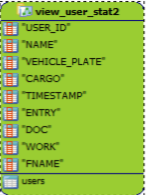 view_user_stat2
"USER_ID"
"NAME"
"VEHICLE_PLATE"
"CARGO"
"TIMESTAMP"
"ENTRY"
"DOC"
"WORK"
"FNAME"
users